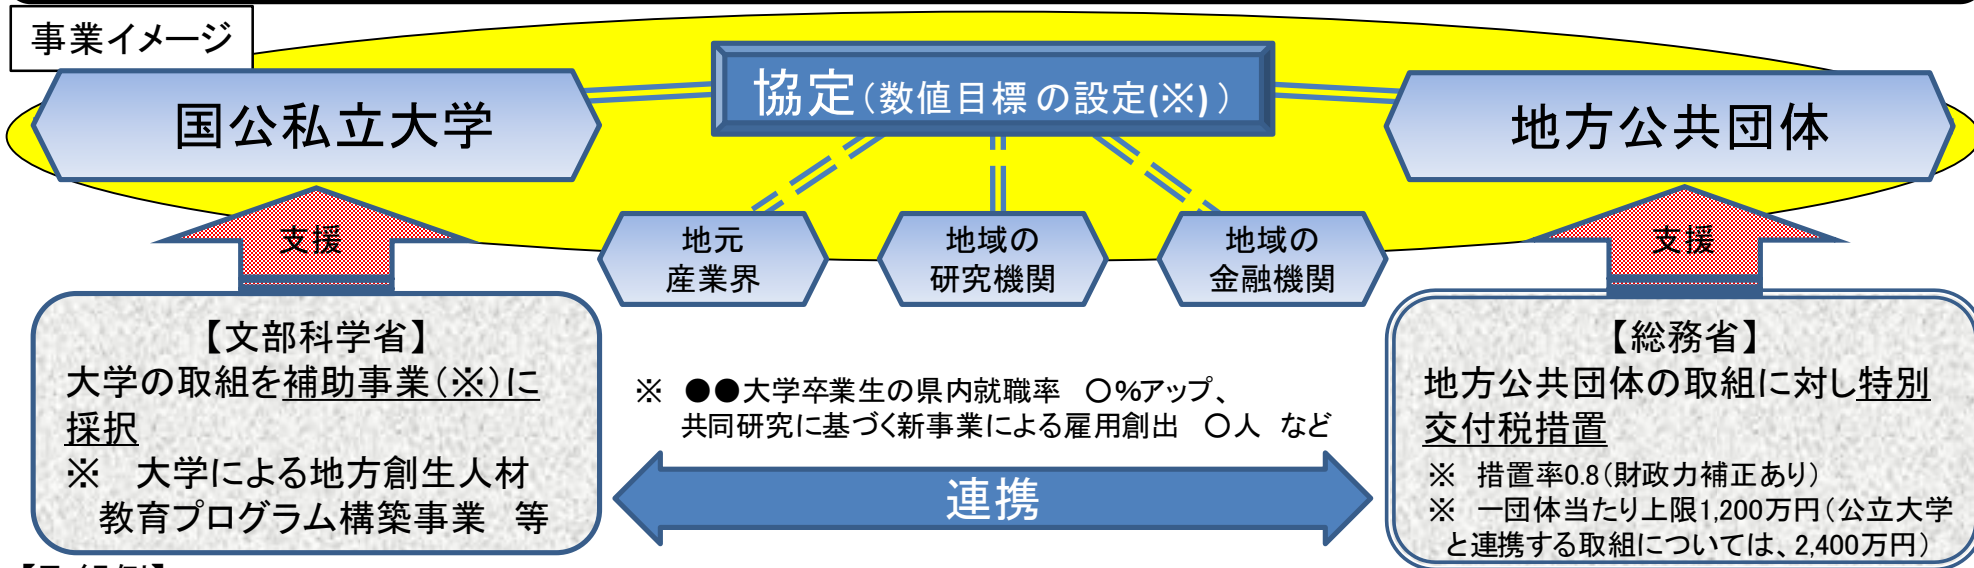 事業イメージ
国公私立大学
協定（数値目標の設定(※)）
地方公共団体
支援
地元
産業界
地域の
研究機関
地域の
金融機関
支援
【文部科学省】
大学の取組を補助事業(※)に
採択
※　大学による地方創生人材
教育プログラム構築事業　等
※　●●大学卒業生の県内就職率　○%アップ、
共同研究に基づく新事業による雇用創出　○人　など
連携
【総務省】
地方公共団体の取組に対し特別
交付税措置
※　措置率0.8（財政力補正あり）
※　一団体当たり上限1,200万円（公立大学
と連携する取組については、2,400万円）